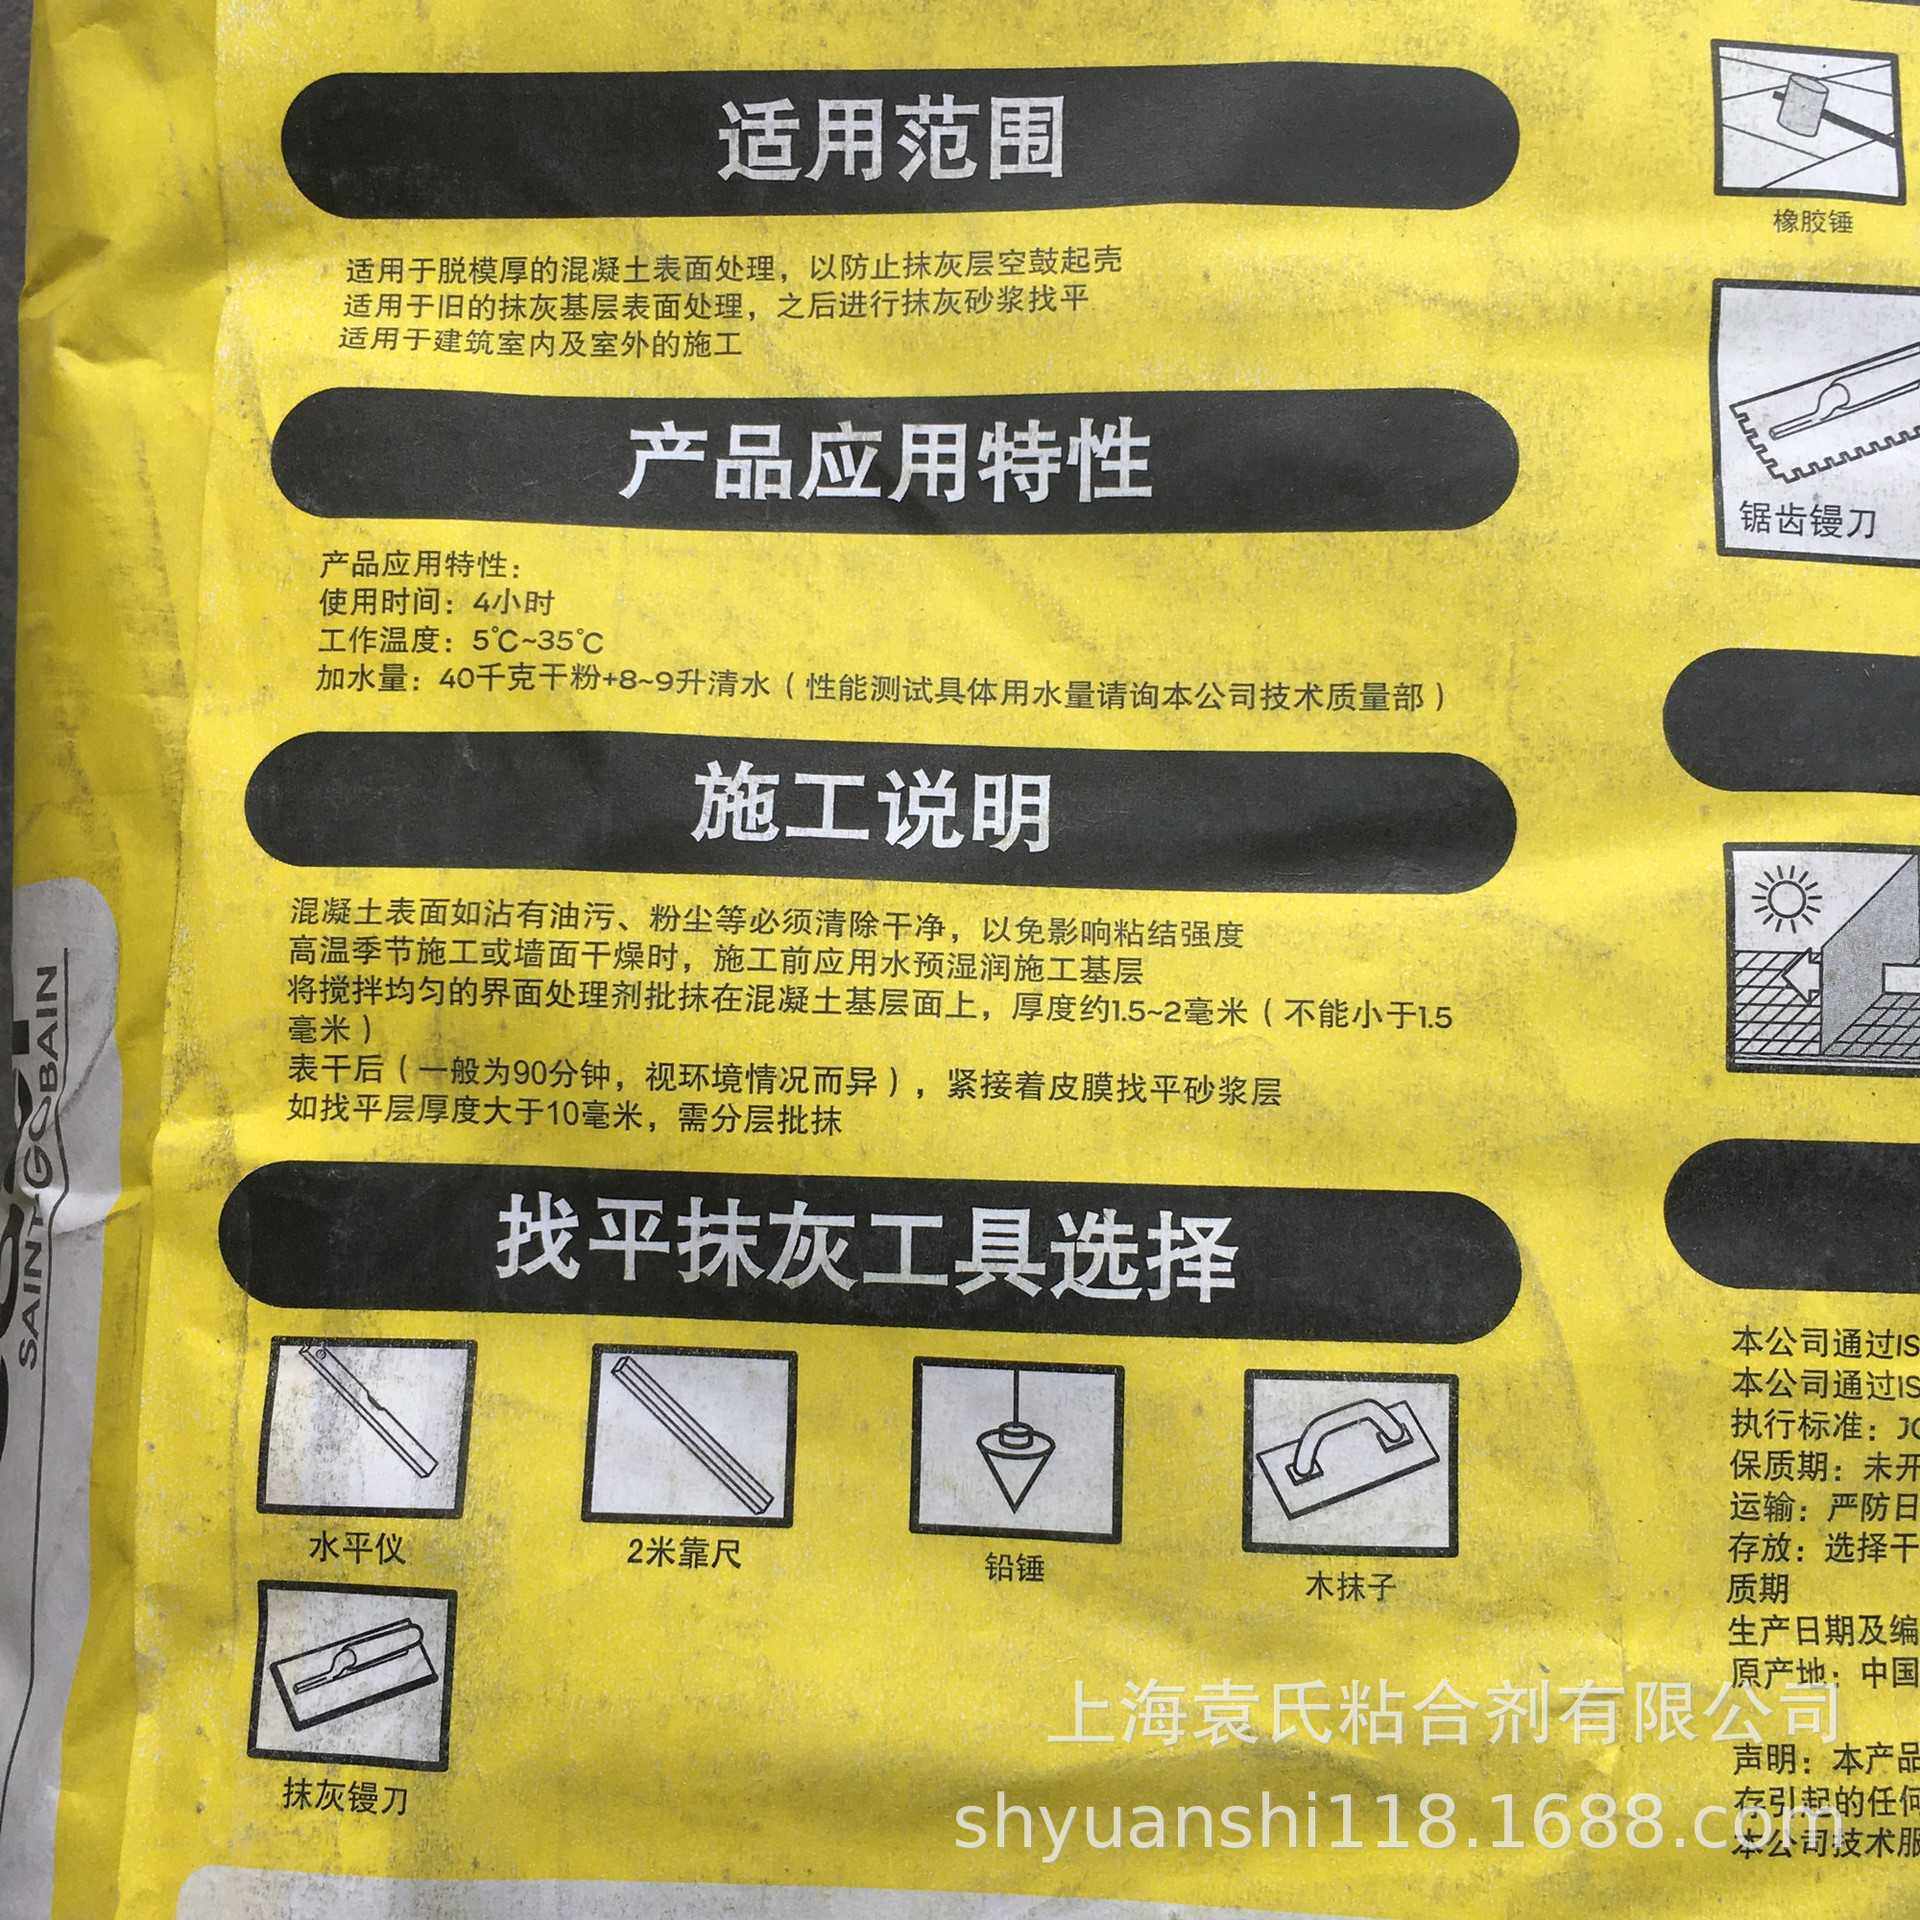 适用范围
适用于脱模厚的混凝土表面处理，以防止抹灰层空鼓起壳
适用于旧的抹灰基层表面处理，之后进行抹灰砂浆找平
适用于建筑室内及室外的施工
产品应用特性
产品应用特性：
使用时间：4小时
工作温度：5℃~35℃
加水量：40千克干粉+8~9升清水（性能测试具体用水量请询本公司技术质量部）
施工说明
混凝土表面如沾有油污、粉尘等必须清除干净，以免影响粘结强度
高温季节施工或墙面干燥时，施工前应用水预湿润施工基层
将搅拌均匀的界面处理剂批抹在混凝土基层面上，厚度约1.5~2毫米（不能小于1.5
毫米）
表干后（一般为90分钟，视环境情况而异），紧接着皮膜找平砂浆层
如找平层厚度大于10毫米，需分层批抹
找平抹灰工具选择
水平仪
2米靠尺
铅锤
木抹子
抹灰镘刀
橡胶锤
锯齿镘刀
本公司通过IS
本公司通过IS
执行标准：JC
保质期：未开
运输：严防日
存放：选择干
质期
生产日期及编
原产地：中国
声明：本产品
存引起的任何
本公司技术服
SAINT-GOBAIN
上海袁氏粘合剂有限公司
shyuanshi118.1688.com